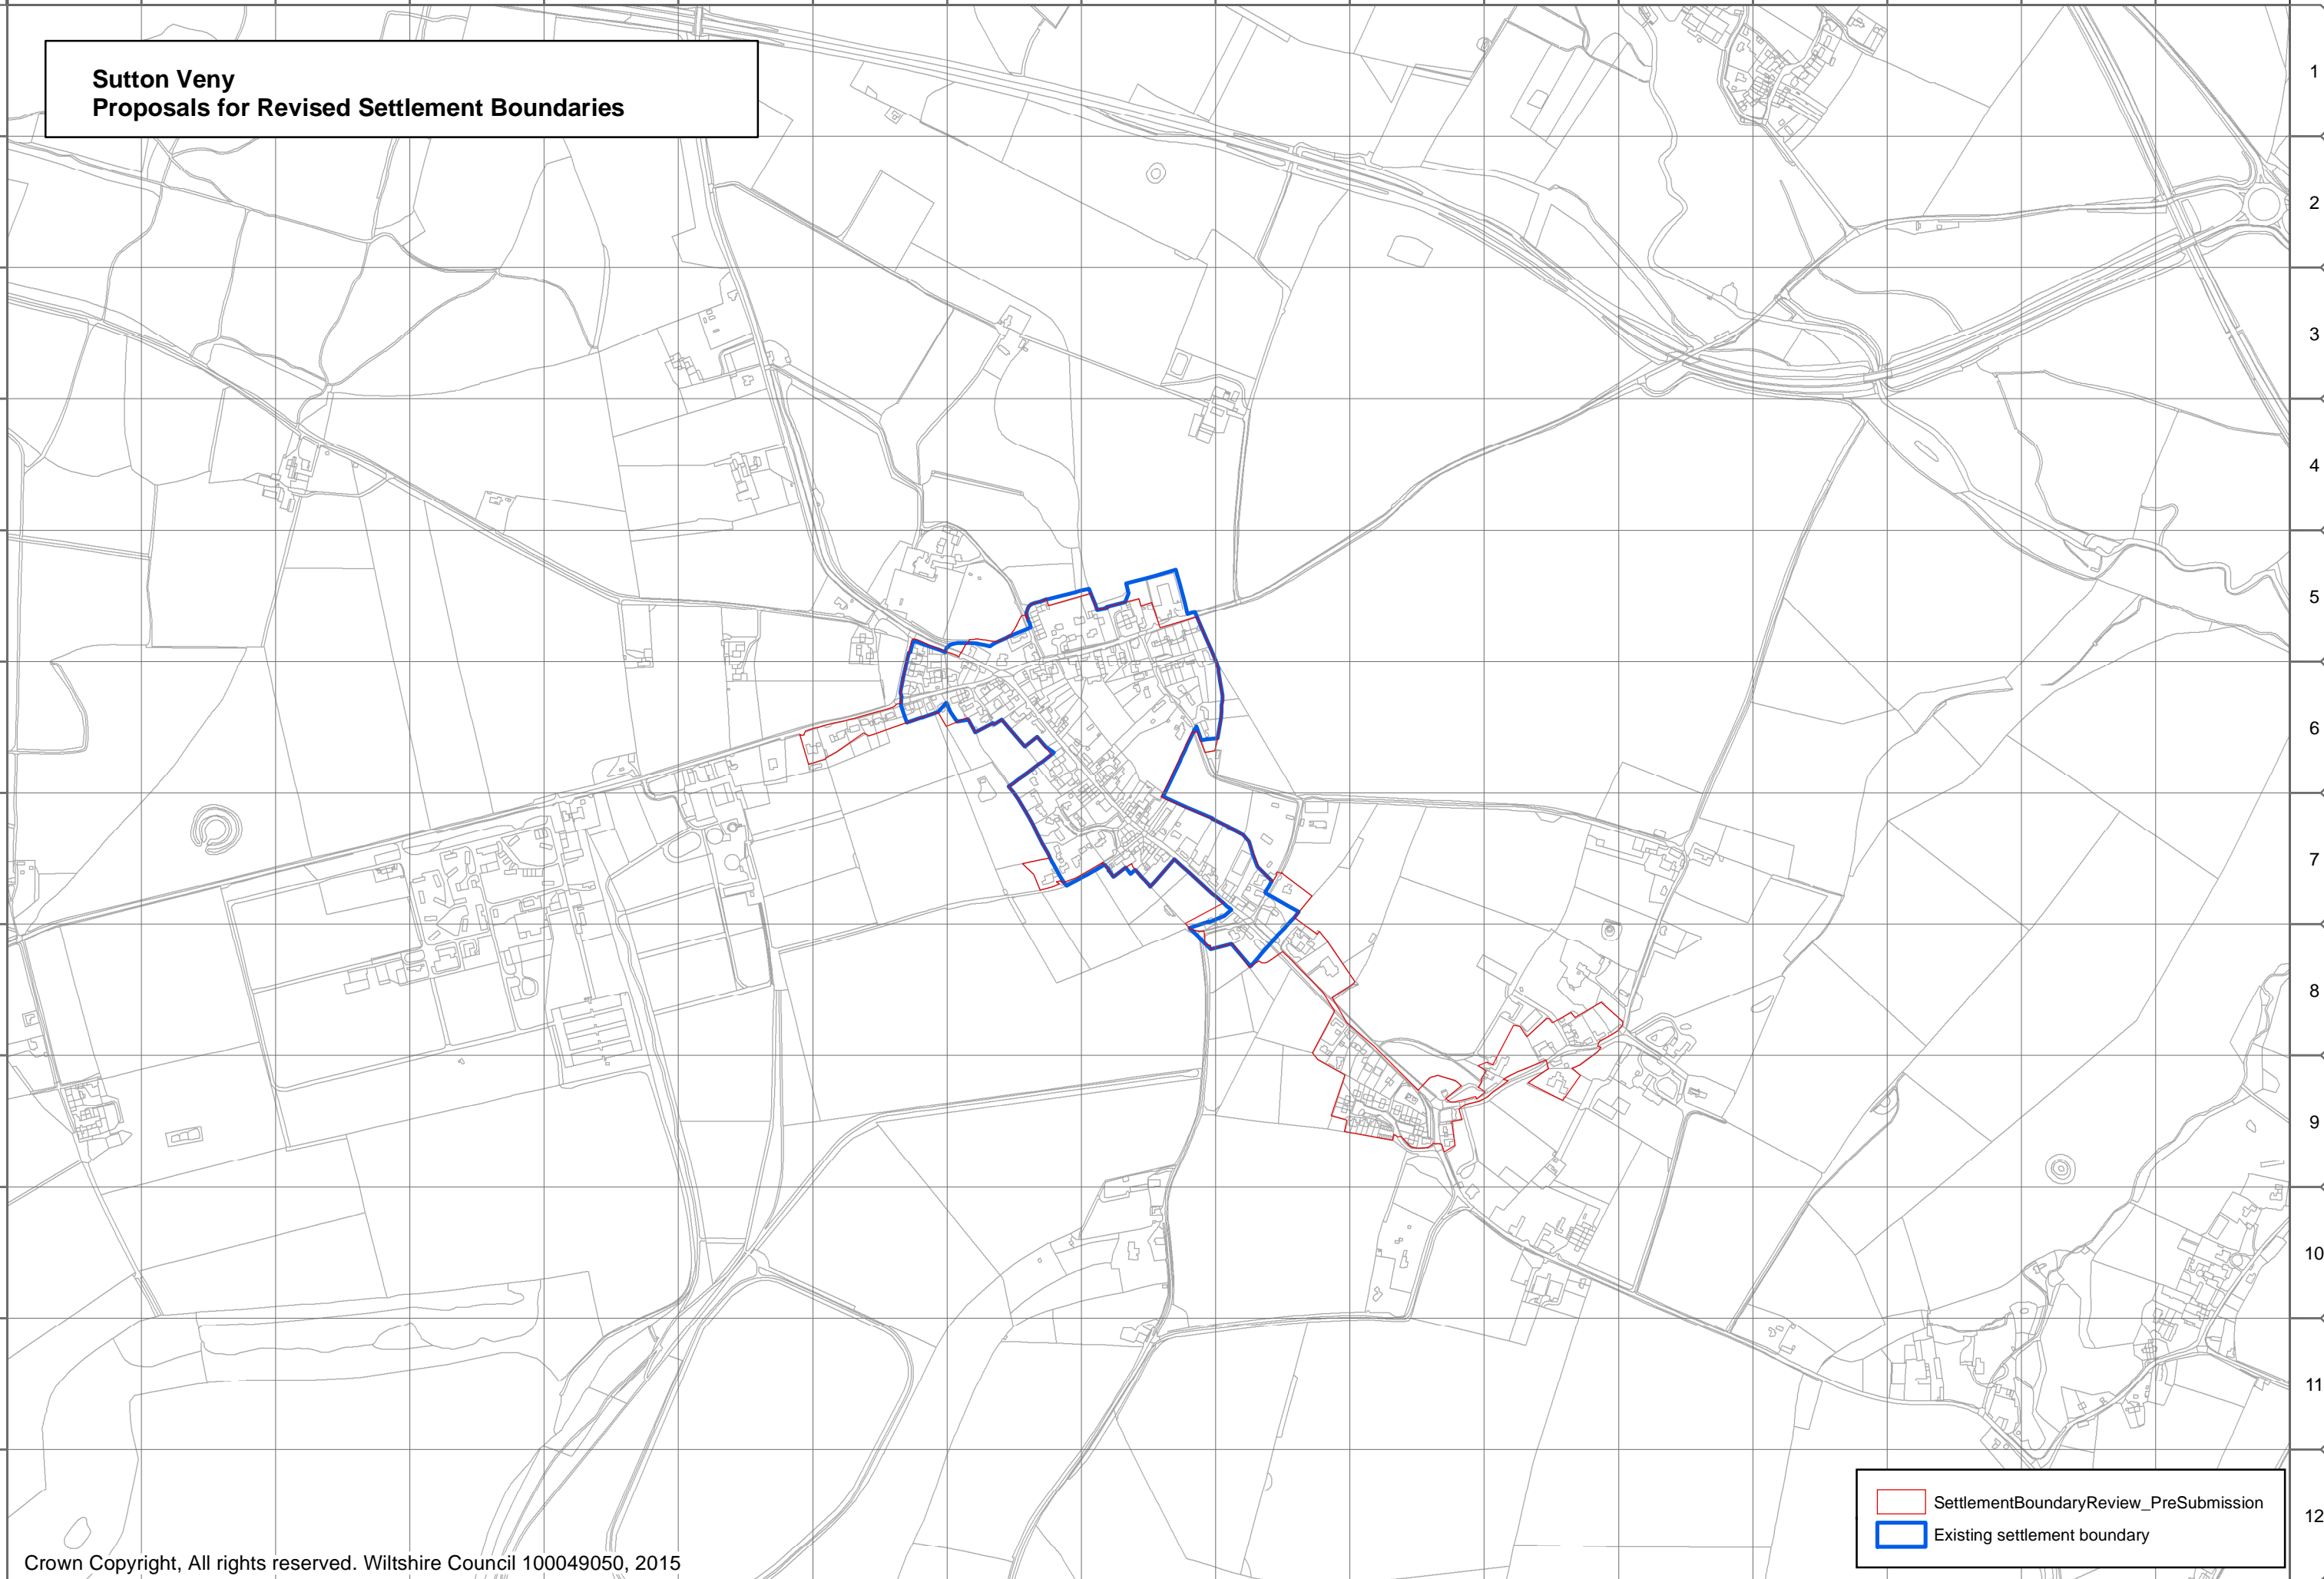 Sutton Veny
Proposals for Revised Settlement Boundaries
1
2
3
4
5
6
7
8
9
10
11
12
SettlementBoundaryReview_PreSubmission
Existing settlement boundary
Crown Copyright, All rights reserved. Wiltshire Council 100049050, 2015